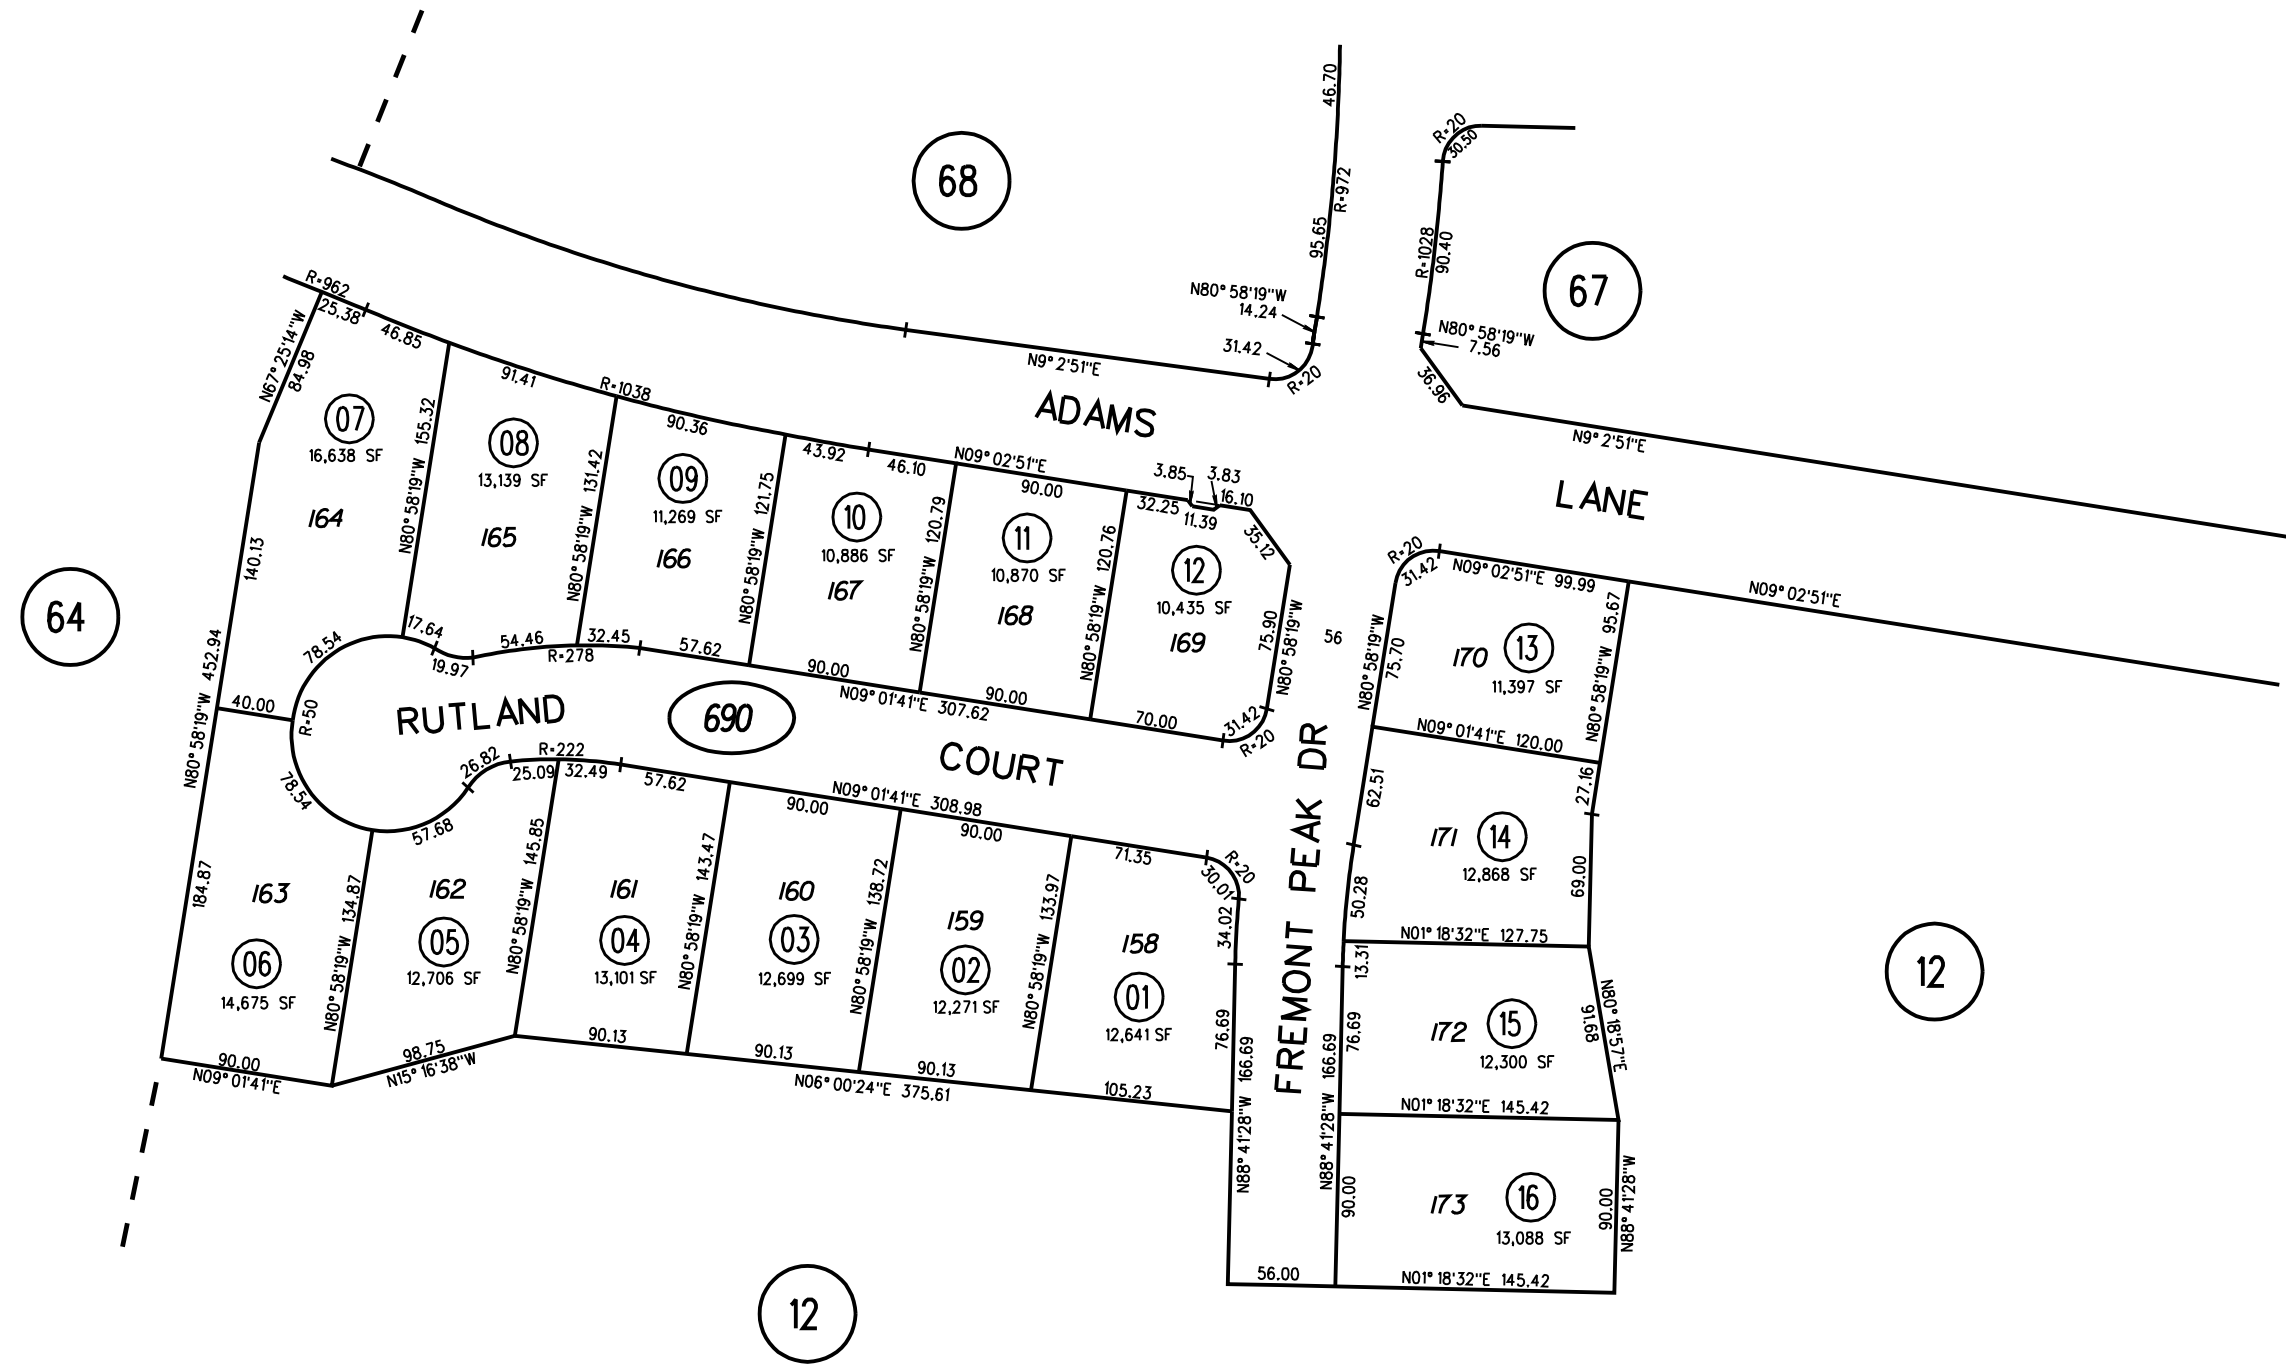 68
46.70
R=972
95.65
N80°58'19"W
14.24
31.42
R=20
R=20
30.50
R=1028
90.40
67
N80°58'19"W
7.56
36.96
N9°2'51"E
N9°2'51"E
ADAMS
LANE
R=962
25.38
46.85
N67°25'14"W
84.98
91.41
R=1038
90.36
43.92
46.10
N09°02'51"E
90.00
3.85
3.83
16.10
32.25
11.39
35.12
07
16,638 SF
164
N80°58'19"W 155.32
08
13,139 SF
165
N80°58'19"W 131.42
09
11,269 SF
166
N80°58'19"W 121.75
10
10,886 SF
167
N80°58'19"W 120.79
11
10,870 SF
168
N80°58'19"W 120.76
12
10,435 SF
169
75.90
N80°58'19"W
56
R=20
31.42
N09°02'51"E 99.99
N09°02'51"E
N80°58'19"W
75.70
170
13
11,397 SF
N80°58'19"W 95.67
N09°01'41"E 120.00
64
140.13
N80°58'19"W 452.94
40.00
78.54
R=50
78.54
17.64
19.97
54.46
R=278
32.45
57.62
90.00
N09°01'41"E 307.62
90.00
70.00
31.42
R=20
RUTLAND
690
COURT
FREMONT PEAK DR
57.68
26.82
R=222
25.09
32.49
57.62
N09°01'41"E 308.98
90.00
90.00
71.35
R=20
30.01
34.02
76.69
N88°41'28"W 166.69
184.87
163
06
14,675 SF
N80°58'19"W 134.87
162
05
12,706 SF
N80°58'19"W 145.85
161
04
13,101 SF
N80°58'19"W 143.47
160
03
12,699 SF
N80°58'19"W 138.72
159
02
12,271 SF
N80°58'19"W 133.97
158
01
12,641 SF
90.00
N09°01'41"E
98.75
N15°16'38"W
90.13
90.13
90.13
105.23
N06°00'24"E 375.61
62.51
27.16
171
14
12,868 SF
69.00
50.28
N01°18'32"E 127.75
13.31
76.69
N88°41'28"W 166.69
172
15
12,300 SF
91.68
N80°18'57"E
N01°18'32"E 145.42
90.00
173
16
13,088 SF
90.00
N88°41'28"W
56.00
N01°18'32"E 145.42
12
12